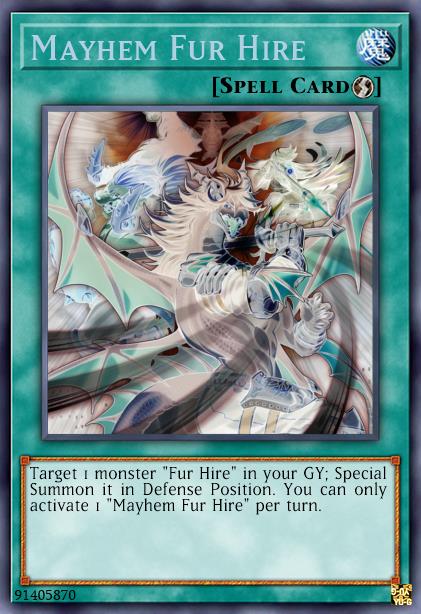 Mayhem Fur Hire
魔
[Spell Card]
Target 1 monster "Fur Hire" in your GY; Special
Summon it in Defense Position. You can only
activate 1 "Mayhem Fur Hire" per turn.
91405870